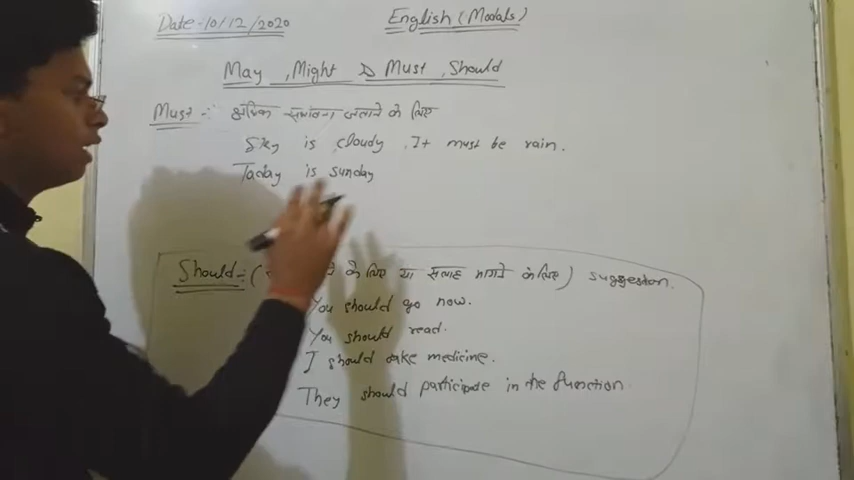 Date - 10/12/2020
English (Modals)
May , Might & Must , Should
Must - : अधिक संभावना जताने के लिए
Sky is cloudy . It must be rain .
Taday is sunday
Should - : ( के लिए या सलाह मांगने के लिए ) suggestion .
You should go now .
You should read .
I should take medicine .
They should participate in the function